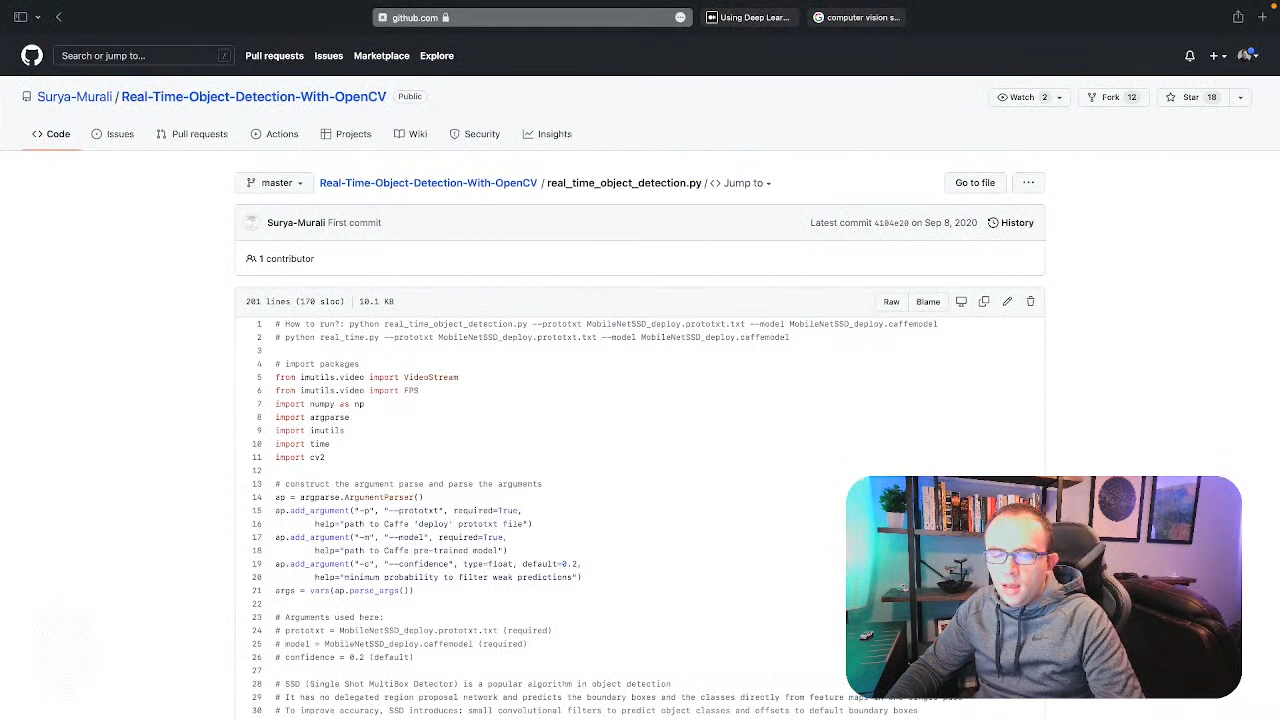 github.com
Using Deep Lear...
computer vision s...
Search or jump to...
/
Pull requests
Issues
Marketplace
Explore
Surya-Murali / Real-Time-Object-Detection-With-OpenCV
Public
Watch 2
Fork 12
Star 18
Code
Issues
Pull requests
Actions
Projects
Wiki
Security
Insights
master
Real-Time-Object-Detection-With-OpenCV / real_time_object_detection.py / <> Jump to
Go to file
Surya-Murali First commit
Latest commit 4104e20 on Sep 8, 2020
History
1 contributor
201 lines (170 sloc) 10.1 KB
Raw
Blame
1 # How to run?: python real_time_object_detection.py --prototxt MobileNetSSD_deploy.prototxt.txt --model MobileNetSSD_deploy.caffemodel
2 # python real_time.py --prototxt MobileNetSSD_deploy.prototxt.txt --model MobileNetSSD_deploy.caffemodel
3
4 # import packages
5 from imutils.video import VideoStream
6 from imutils.video import FPS
7 import numpy as np
8 import argparse
9 import imutils
10 import time
11 import cv2
12
13 # construct the argument parse and parse the arguments
14 ap = argparse.ArgumentParser()
15 ap.add_argument("-p", "--prototxt", required=True,
16 help="path to Caffe 'deploy' prototxt file")
17 ap.add_argument("-m", "--model", required=True,
18 help="path to Caffe pre-trained model")
19 ap.add_argument("-c", "--confidence", type=float, default=0.2,
20 help="minimum probability to filter weak predictions")
21 args = vars(ap.parse_args())
22
23 # Arguments used here:
24 # prototxt = MobileNetSSD_deploy.prototxt.txt (required)
25 # model = MobileNetSSD_deploy.caffemodel (required)
26 # confidence = 0.2 (default)
27
28 # SSD (Single Shot MultiBox Detector) is a popular algorithm in object detection
29 # It has no delegated region proposal network and predicts the boundary boxes and the classes directly from feature maps in one single pass
30 # To improve accuracy, SSD introduces: small convolutional filters to predict object classes and offsets to default boundary boxes